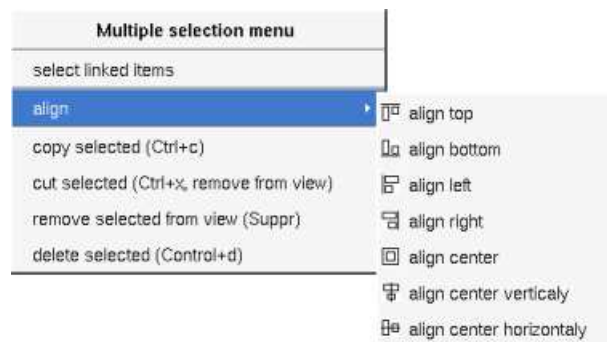 Multiple selection menu
select linked items
align
copy selected (Ctrl+c)
cut selected (Ctrl+x, remove from view)
remove selected from view (Suppr)
delete selected (Control+d)
align top
align bottom
align left
align right
align center
align center verticaly
align center horizontaly